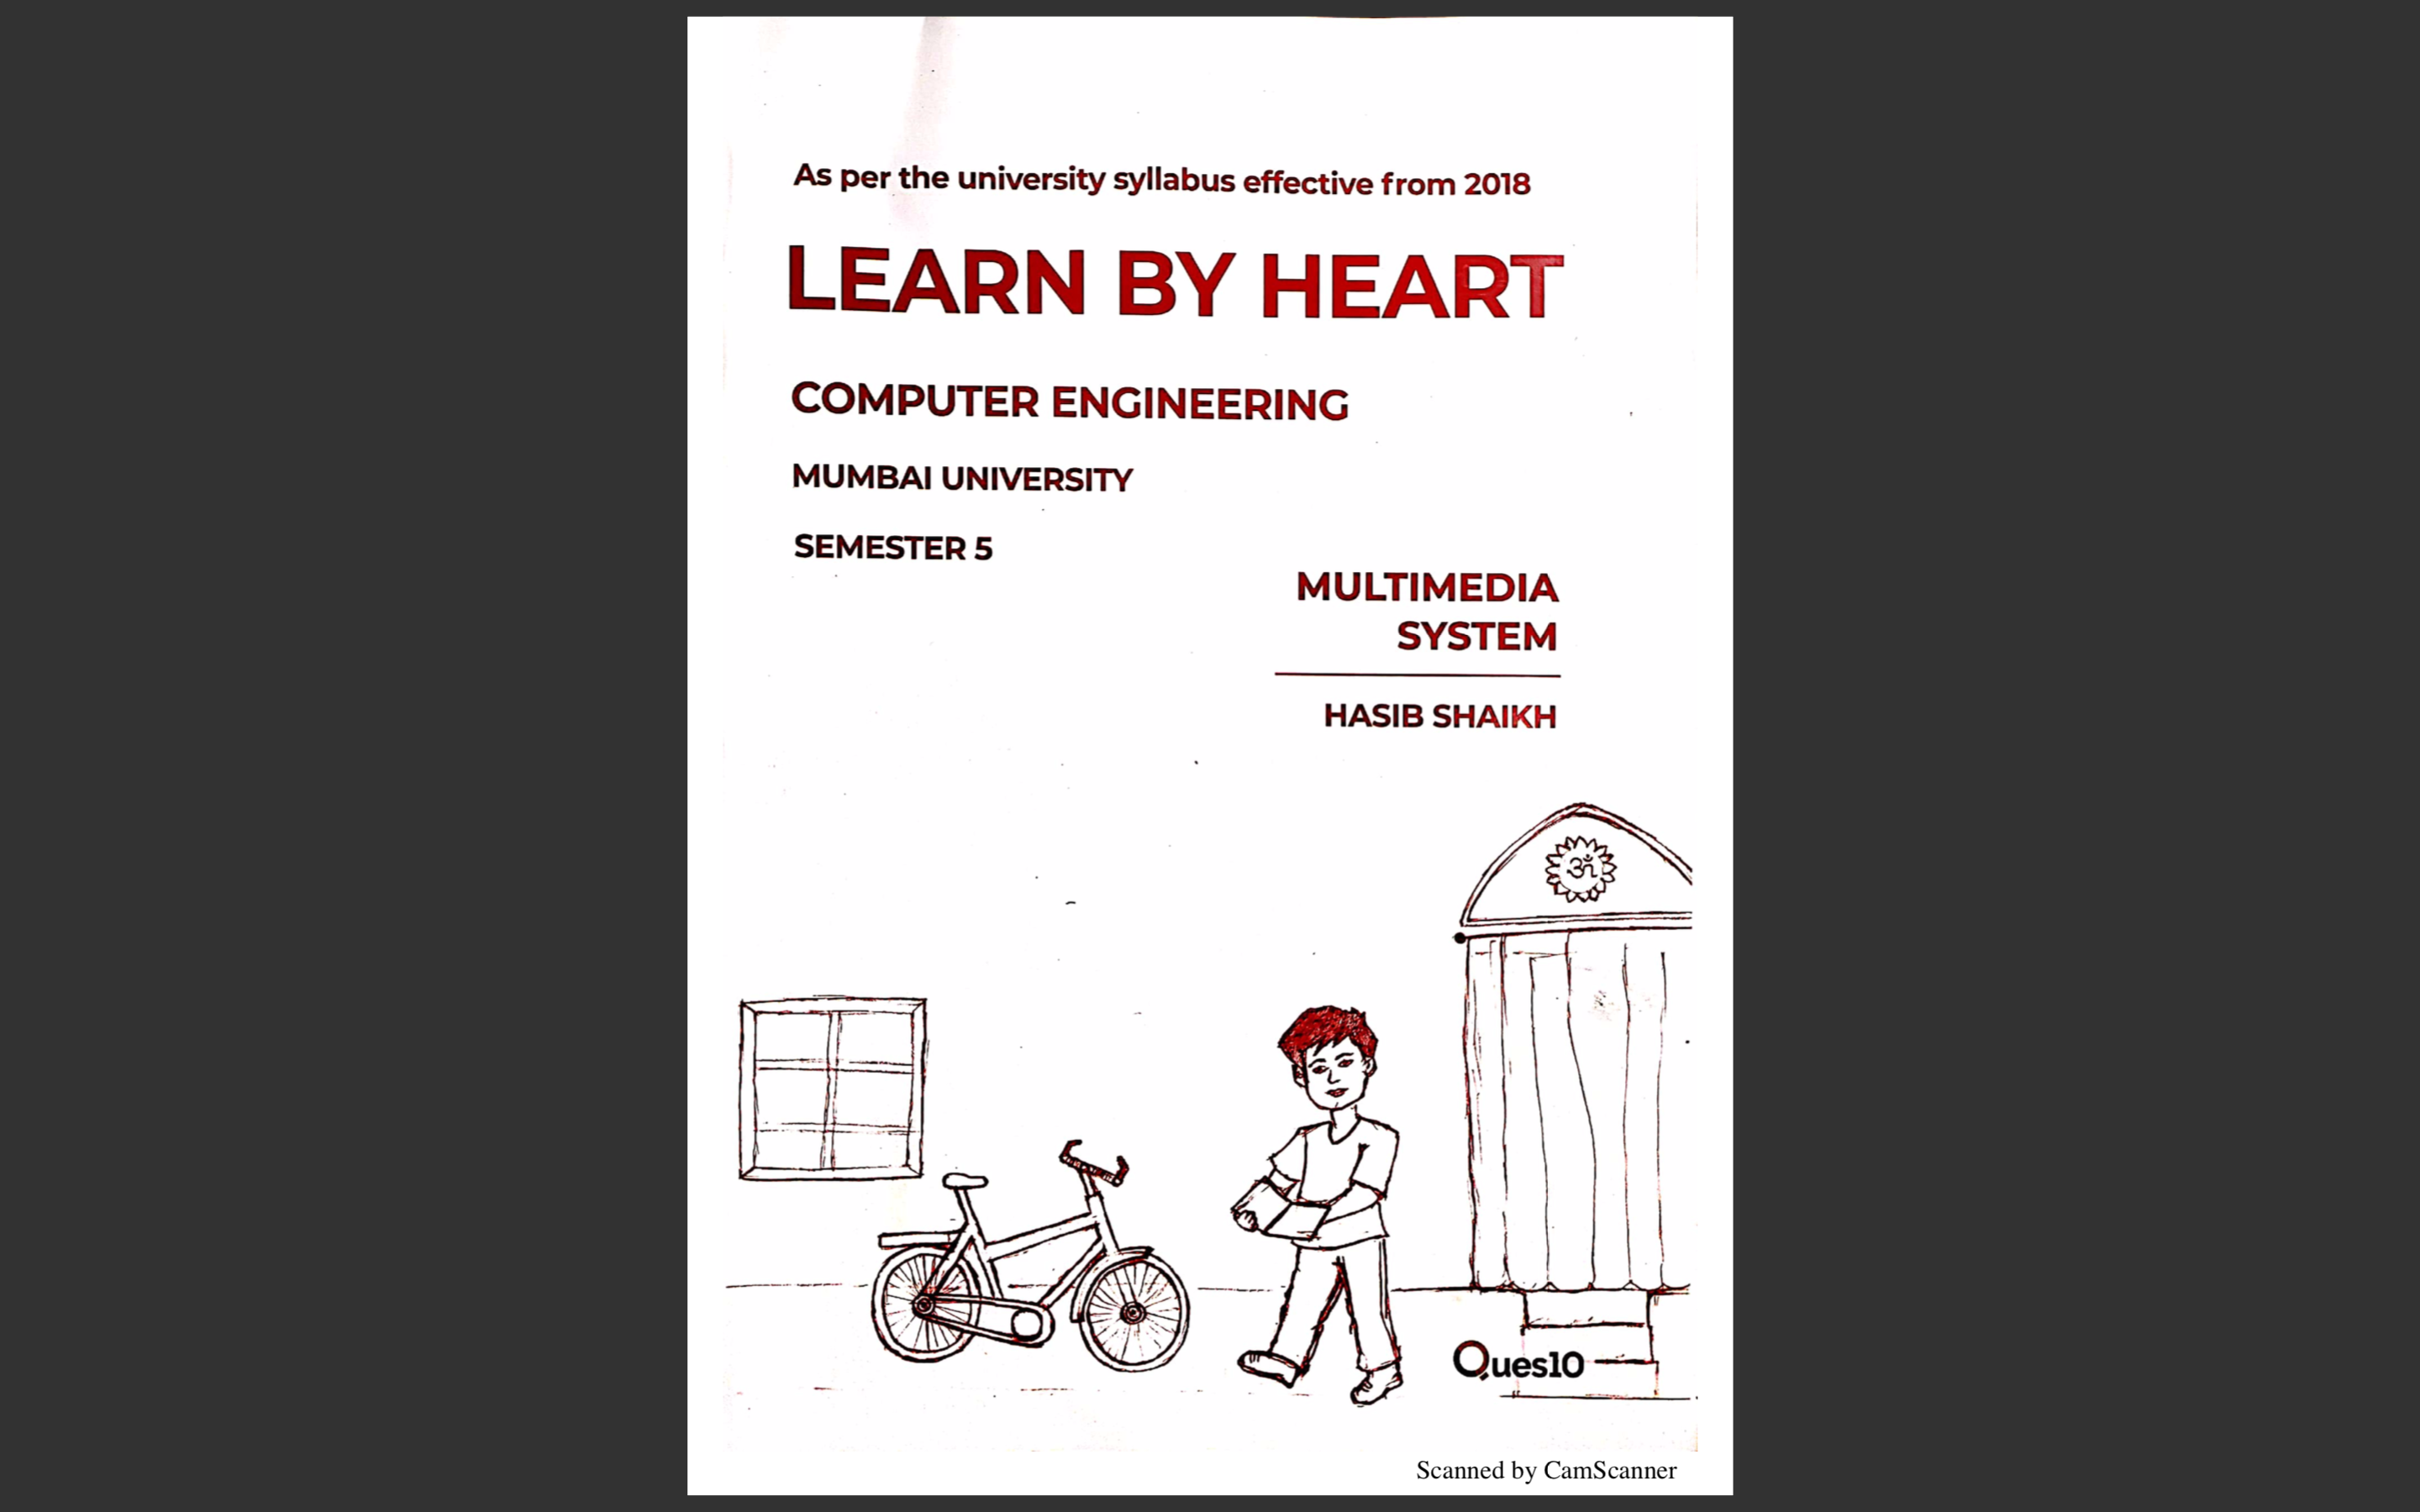 As per the university syllabus effective from 2018
LEARN BY HEART
COMPUTER ENGINEERING
MUMBAI UNIVERSITY
SEMESTER 5
MULTIMEDIA
SYSTEM
HASIB SHAIKH
ॐ
Ques10
Scanned by CamScanner